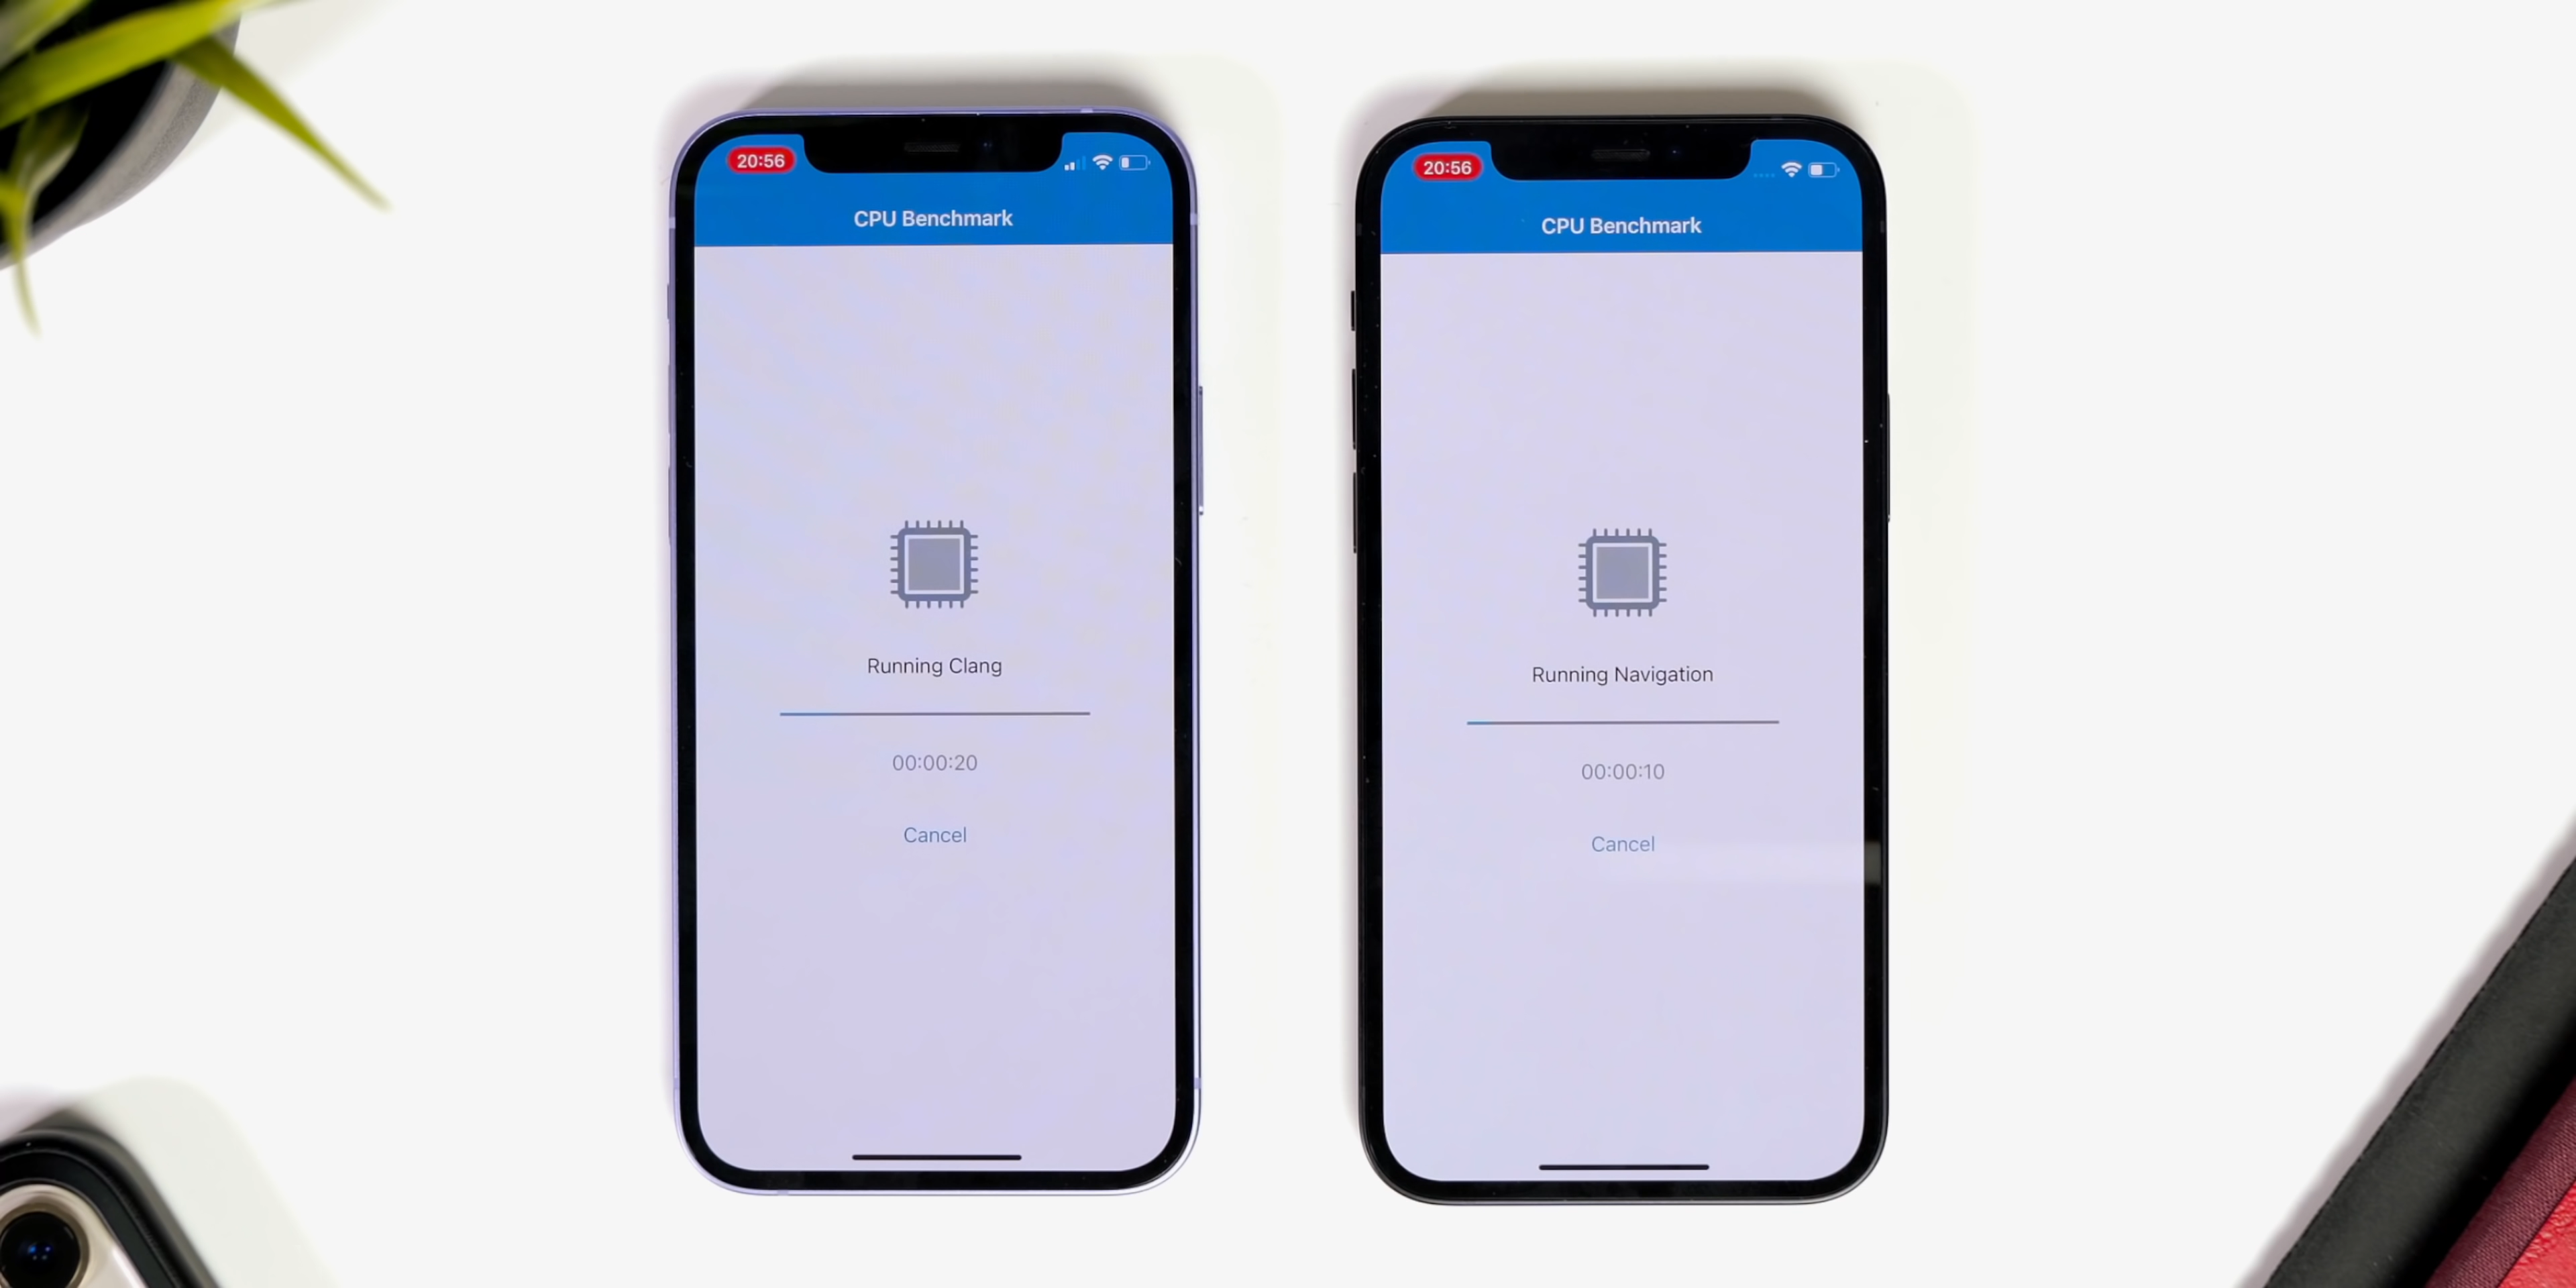 20:56
CPU Benchmark
Running Clang
00:00:20
Cancel
20:56
CPU Benchmark
Running Navigation
00:00:10
Cancel